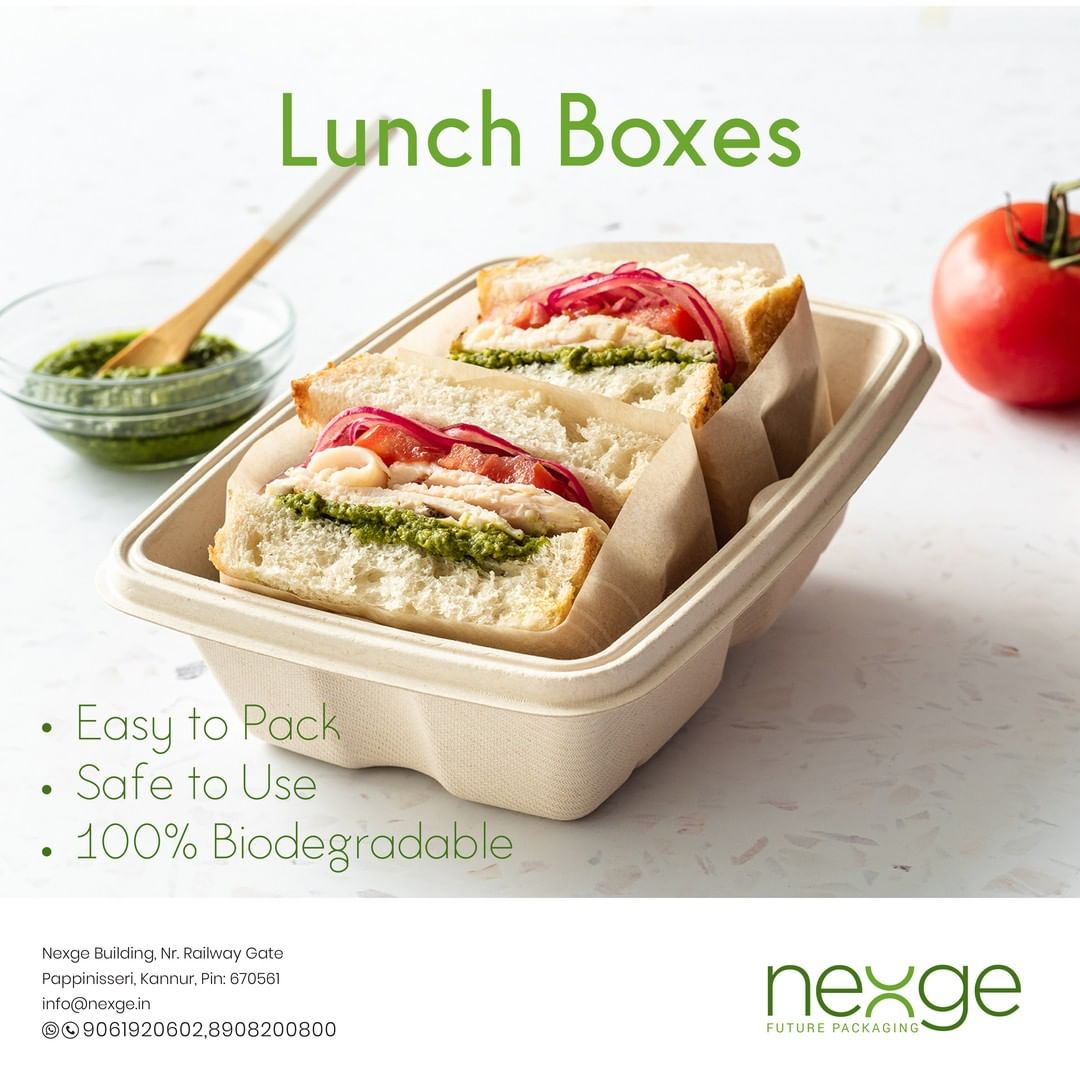 Lunch Boxes
• Easy to Pack
• Safe to Use
• 100% Biodegradable
Nexge Building, Nr. Railway Gate
Pappinisseri, Kannur, Pin: 670561
info@nexge.in
9061920602,8908200800
nexge
FUTURE PACKAGING